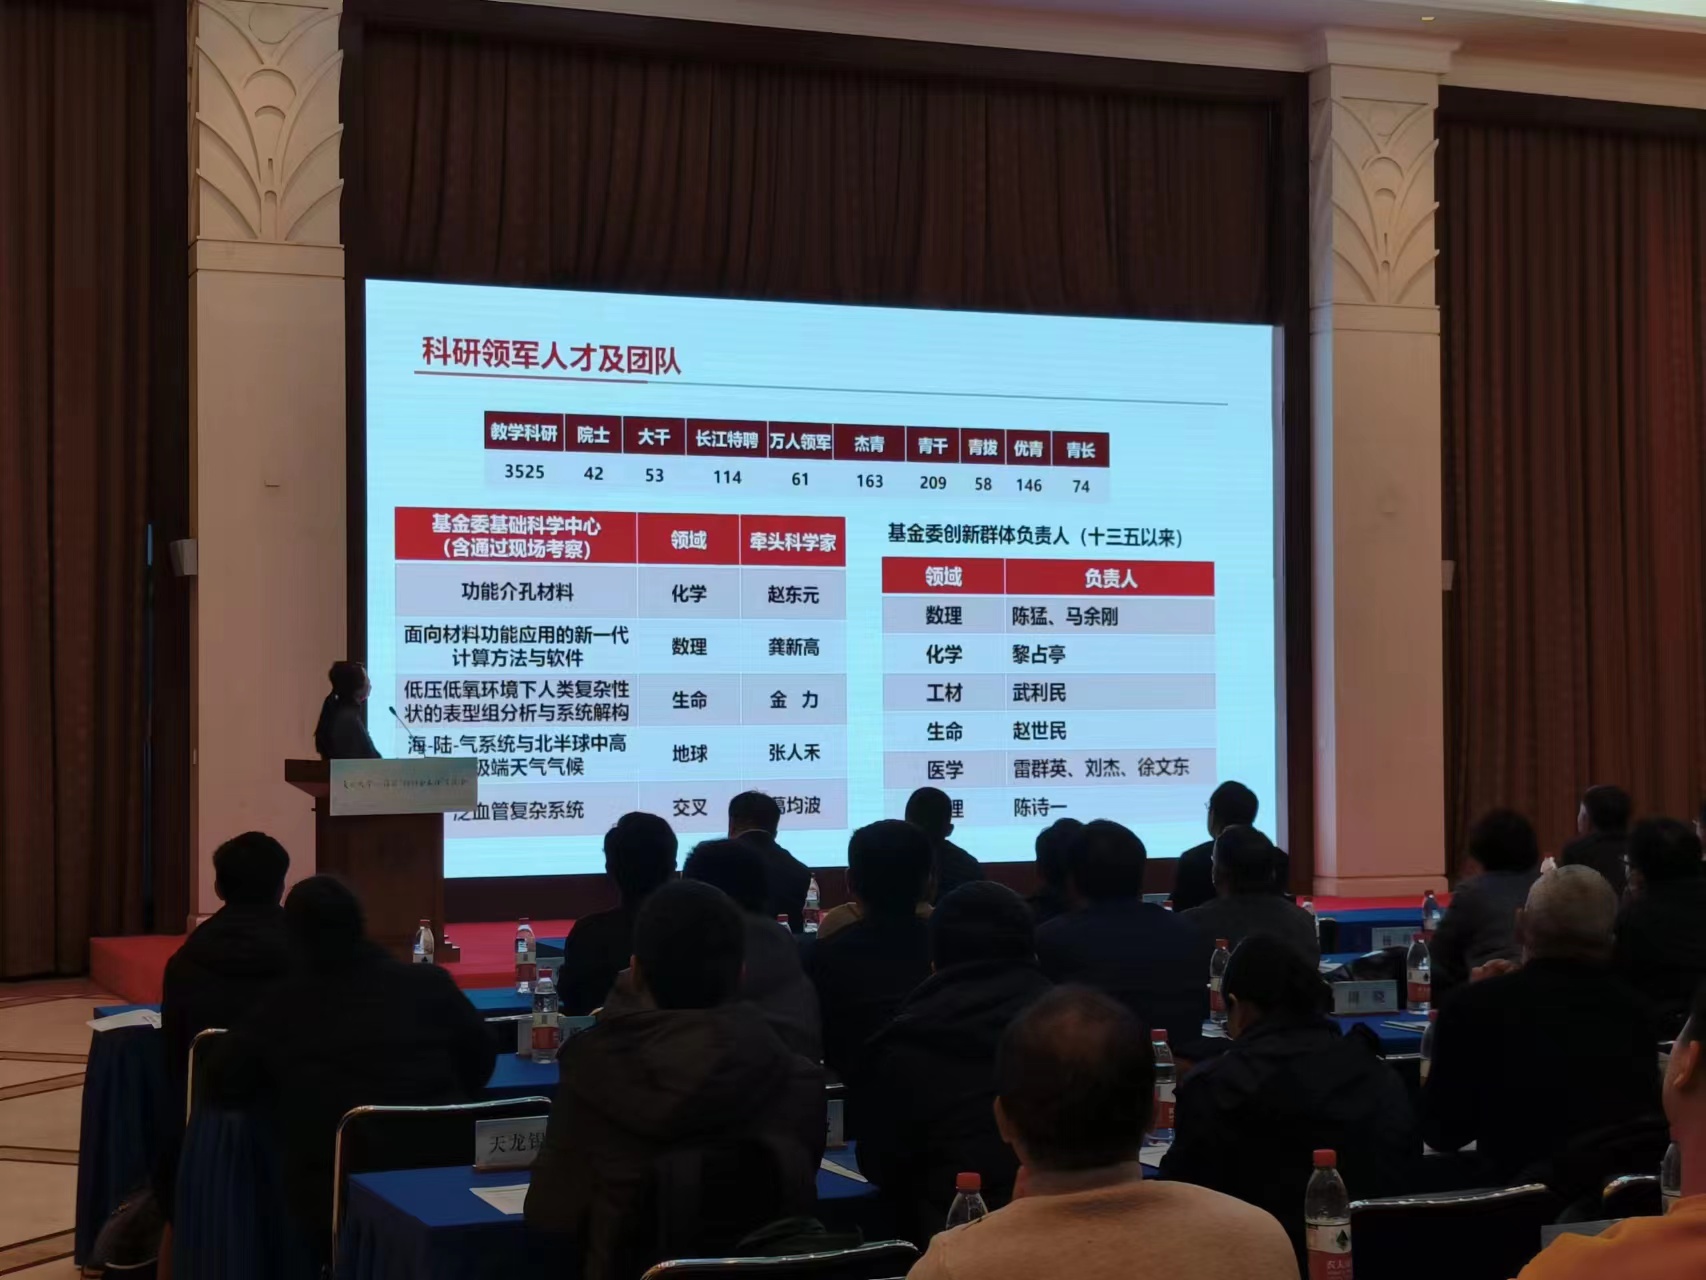 科研领军人才及团队
教学科研 院士 大千 长江特聘 万人领军 杰青 青千 青拔 优青 青长
3525 42 53 114 61 163 209 58 146 74
基金委基础科学中心
（含通过现场考察）
领域 牵头科学家
功能介孔材料 化学 赵东元
面向材料功能应用的新一代
计算方法与软件
数理 龚新高
低压低氧环境下人类复杂性
状的表型组分析与系统解构
生命 金 力
海-陆-气系统与北半球中高
极端天气气候
地球 张人禾
泛血管复杂系统 交叉 葛均波
基金委创新群体负责人（十三五以来）
领域 负责人
数理 陈猛、马余刚
化学 黎占亭
工材 武利民
生命 赵世民
医学 雷群英、刘杰、徐文东
理 陈诗一
天龙